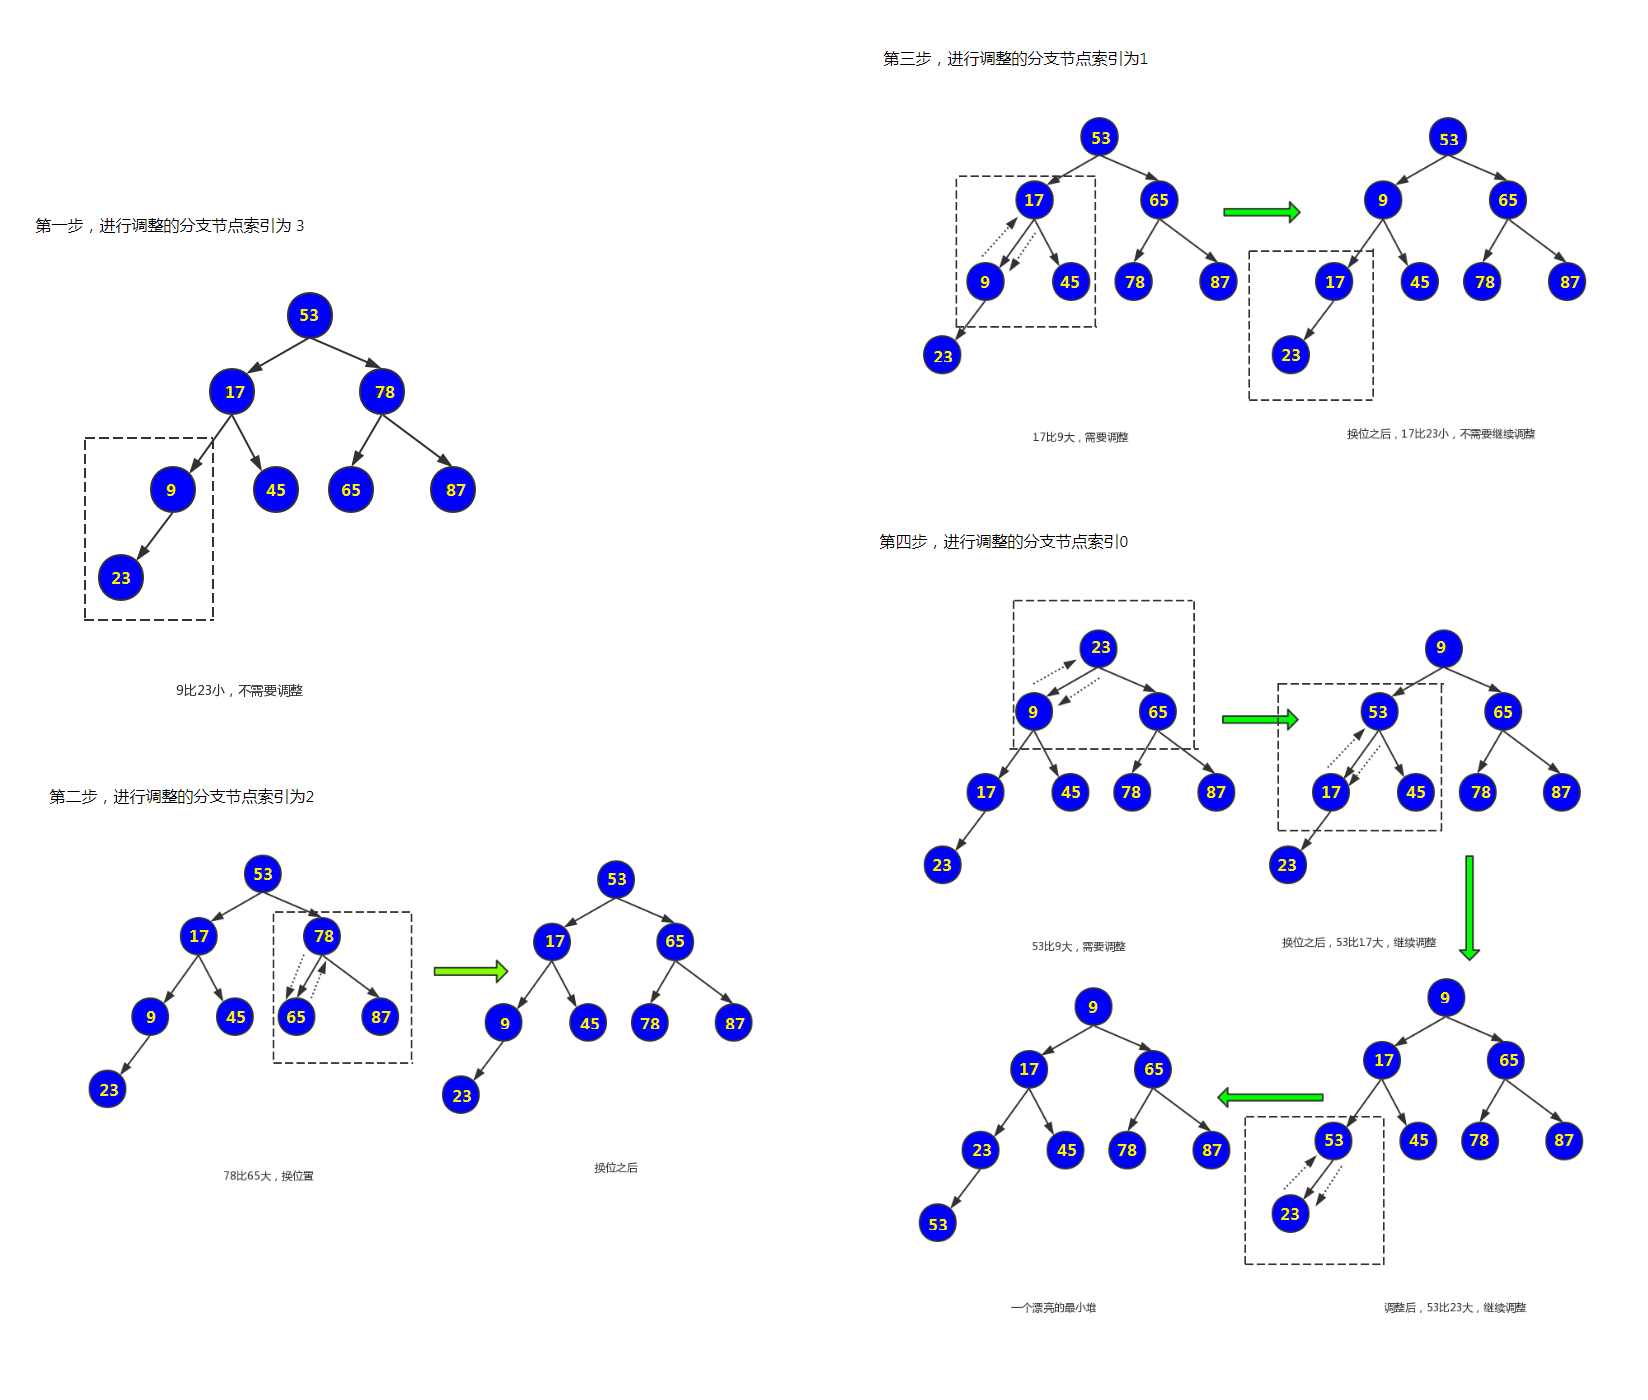 第一步，进行调整的分支节点索引为 3
53
17 78
9 45 65 87
23
9比23小，不需要调整
第二步，进行调整的分支节点索引为2
53
17 78
9 45 65 87
23
78比65大，换位置
53
17 65
9 45 78 87
23
换位之后
第三步，进行调整的分支节点索引为1
53
17 65
9 45 78 87
23
17比9大，需要调整
53
9 65
17 45 78 87
23
换位之后，17比23小，不需要继续调整
第四步，进行调整的分支节点索引0
23
9 65
17 45 78 87
23
53比9大，需要调整
9
53 65
17 45 78 87
23
换位之后，53比17大，继续调整
9
17 65
53 45 78 87
23
调整后，53比23大，继续调整
9
17 65
23 45 78 87
53
一个漂亮的最小堆